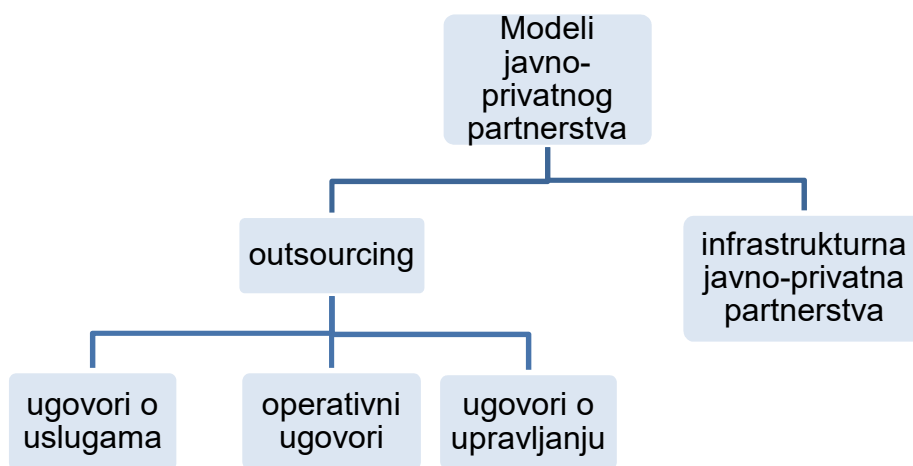 Modeli
javno-
privatnog
partnerstva
outsourcing
infrastrukturna
javno-privatna
partnerstva
ugovori o
uslugama
operativni
ugovori
ugovori o
upravljanju